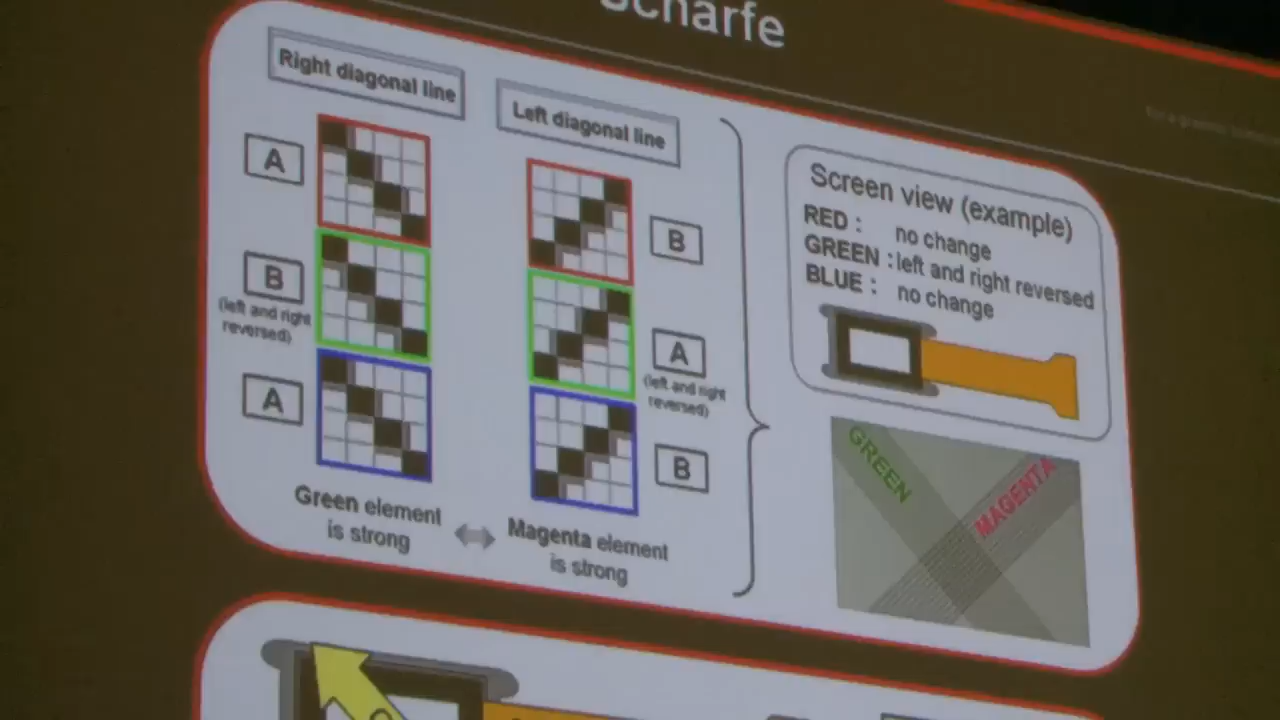 Scharfe
Right diagonal line
Left diagonal line
A
B
(left and right
reversed)
A
B
A
(left and right
reversed)
B
Green element
is strong
Magenta element
is strong
Screen view (example)
RED : no change
GREEN : left and right reversed
BLUE : no change
GREEN
MAGENTA